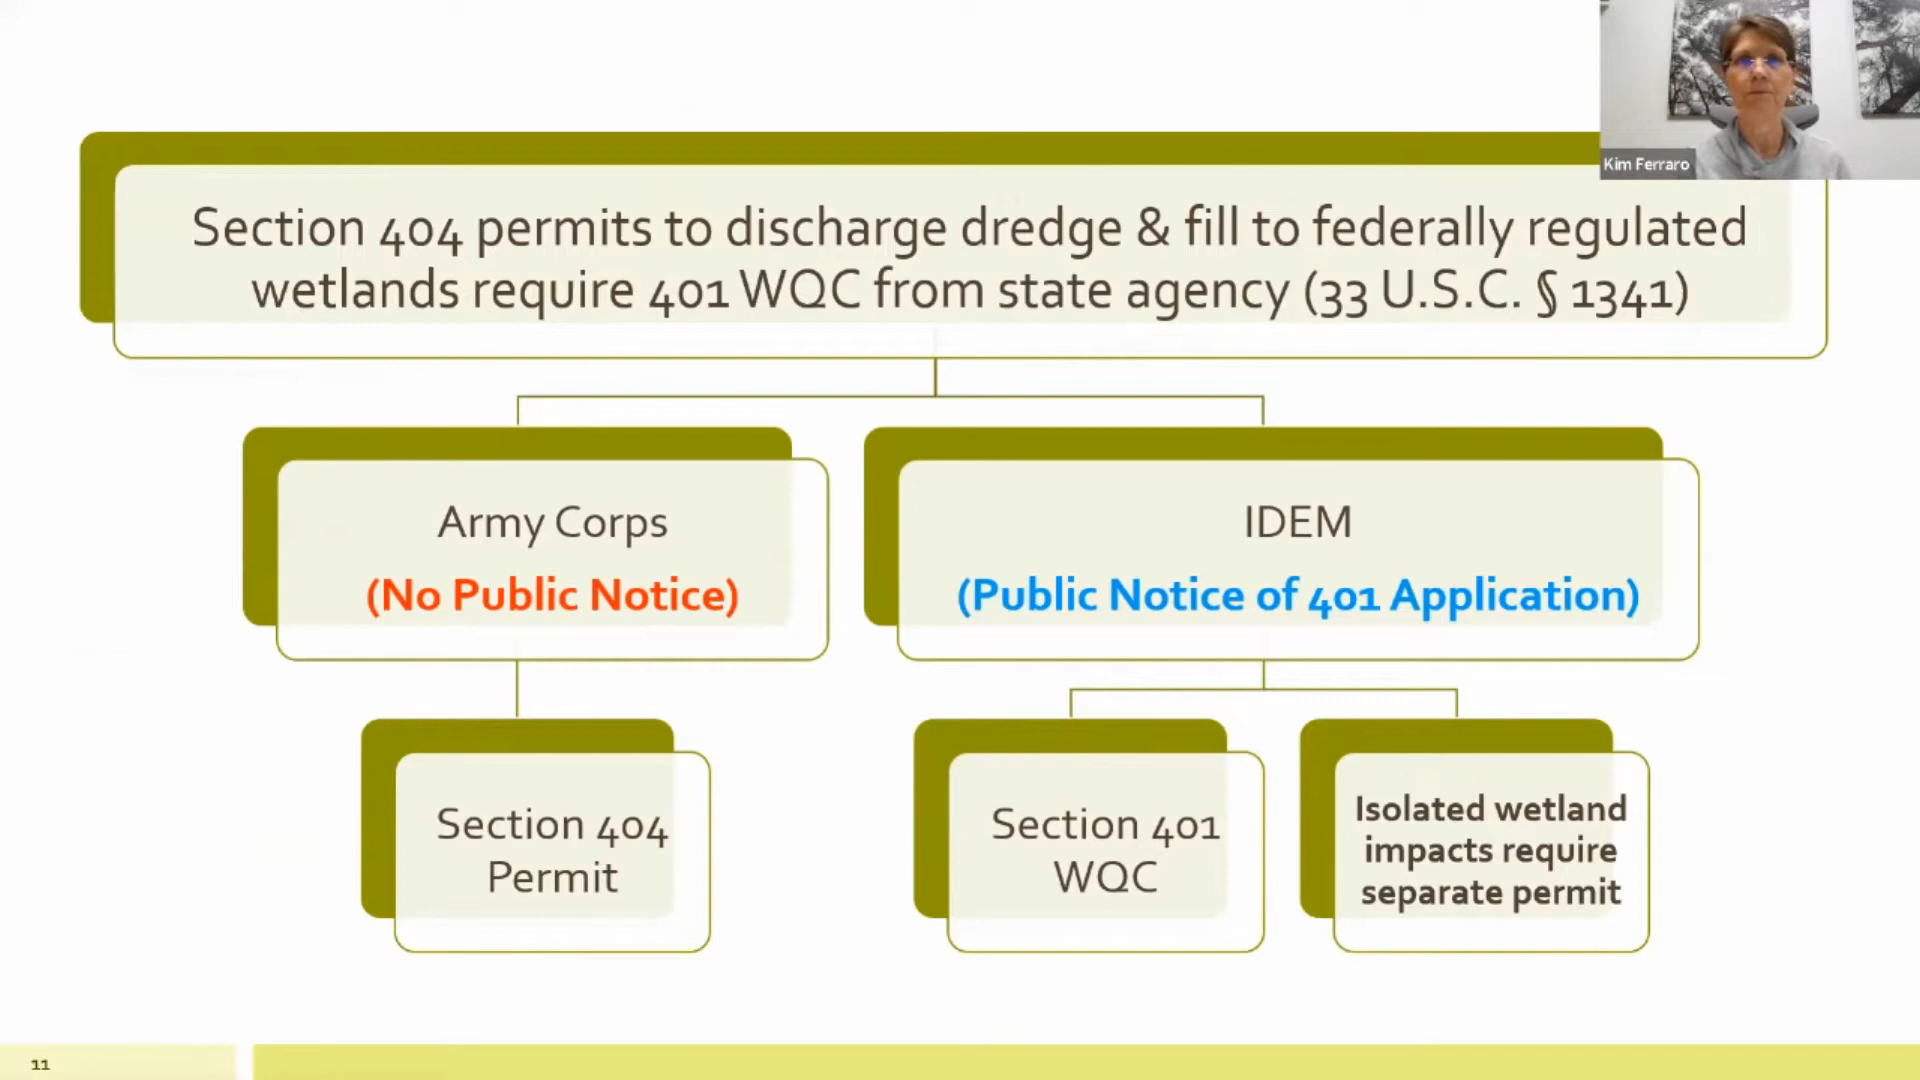 Kim Ferraro
Section 404 permits to discharge dredge & fill to federally regulated
wetlands require 401 WQC from state agency (33 U.S.C. § 1341)
Army Corps
(No Public Notice)
IDEM
(Public Notice of 401 Application)
Section 404
Permit
Section 401
WQC
Isolated wetland
impacts require
separate permit
11